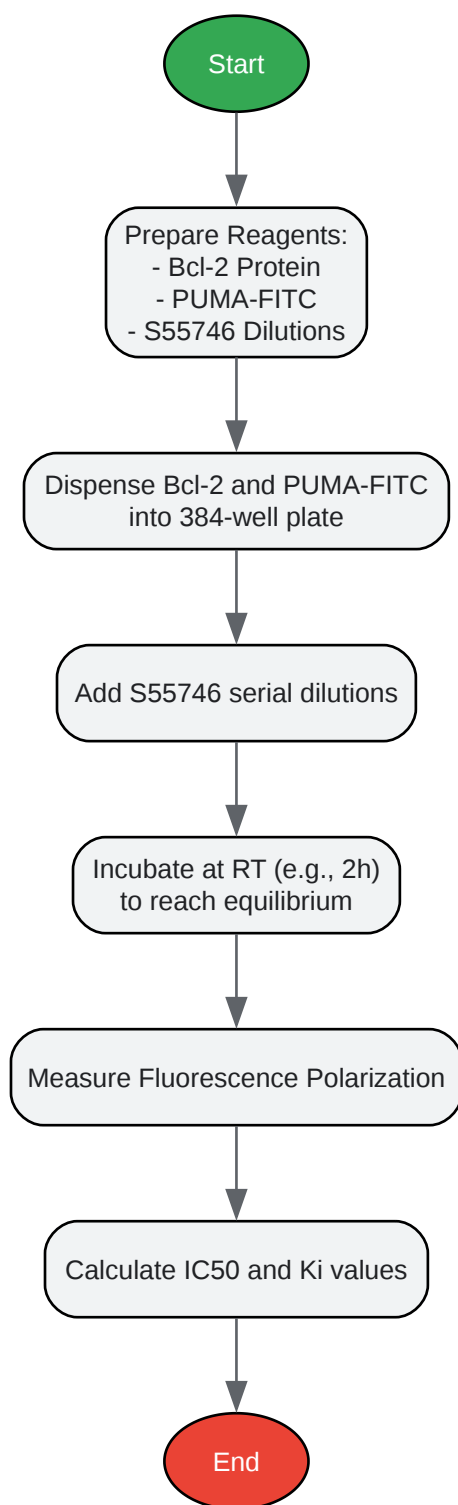 Start
Prepare Reagents:
- Bcl-2 Protein
- PUMA-FITC
- S55746 Dilutions
Dispense Bcl-2 and PUMA-FITC
into 384-well plate
Add S55746 serial dilutions
Incubate at RT (e.g., 2h)
to reach equilibrium
Measure Fluorescence Polarization
Calculate IC50 and Ki values
End